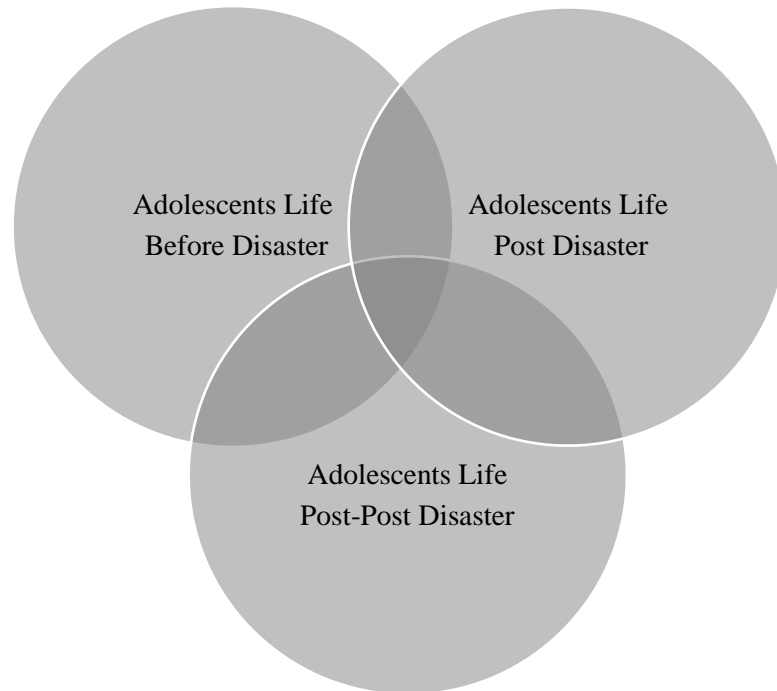 Adolescents Life
Before Disaster
Adolescents Life
Post Disaster
Adolescents Life
Post-Post Disaster